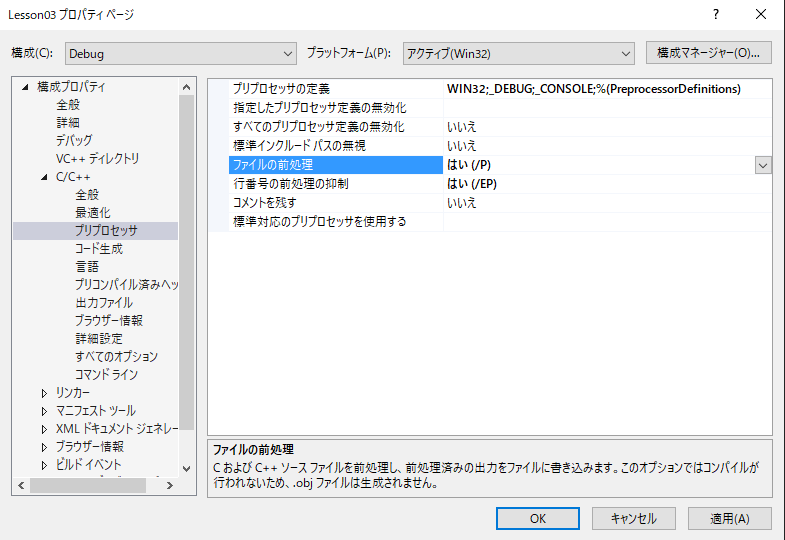 Lesson03 プロパティ ページ
構成(C): Debug プラットフォーム(P): アクティブ(Win32) 構成マネージャー(O)...
構成プロパティ
全般
詳細
デバッグ
VC++ ディレクトリ
C/C++
全般
最適化
プリプロセッサ
コード生成
言語
プリコンパイル済みヘッ
出力ファイル
ブラウザー情報
詳細設定
すべてのオプション
コマンド ライン
リンカー
マニフェスト ツール
XML ドキュメント ジェネレー
ブラウザー情報
ビルド イベント
プリプロセッサの定義 WIN32;_DEBUG;_CONSOLE;%(PreprocessorDefinitions)
指定したプリプロセッサ定義の無効化
すべてのプリプロセッサ定義の無効化 いいえ
標準インクルード パスの無視 いいえ
ファイルの前処理 はい (/P)
行番号の前処理の抑制 はい (/EP)
コメントを残す いいえ
標準対応のプリプロセッサを使用する
ファイルの前処理
C および C++ ソース ファイルを前処理し、前処理済みの出力をファイルに書き込みます。このオプションではコンパイルが
行われないため、.obj ファイルは生成されません。
OK キャンセル 適用(A)